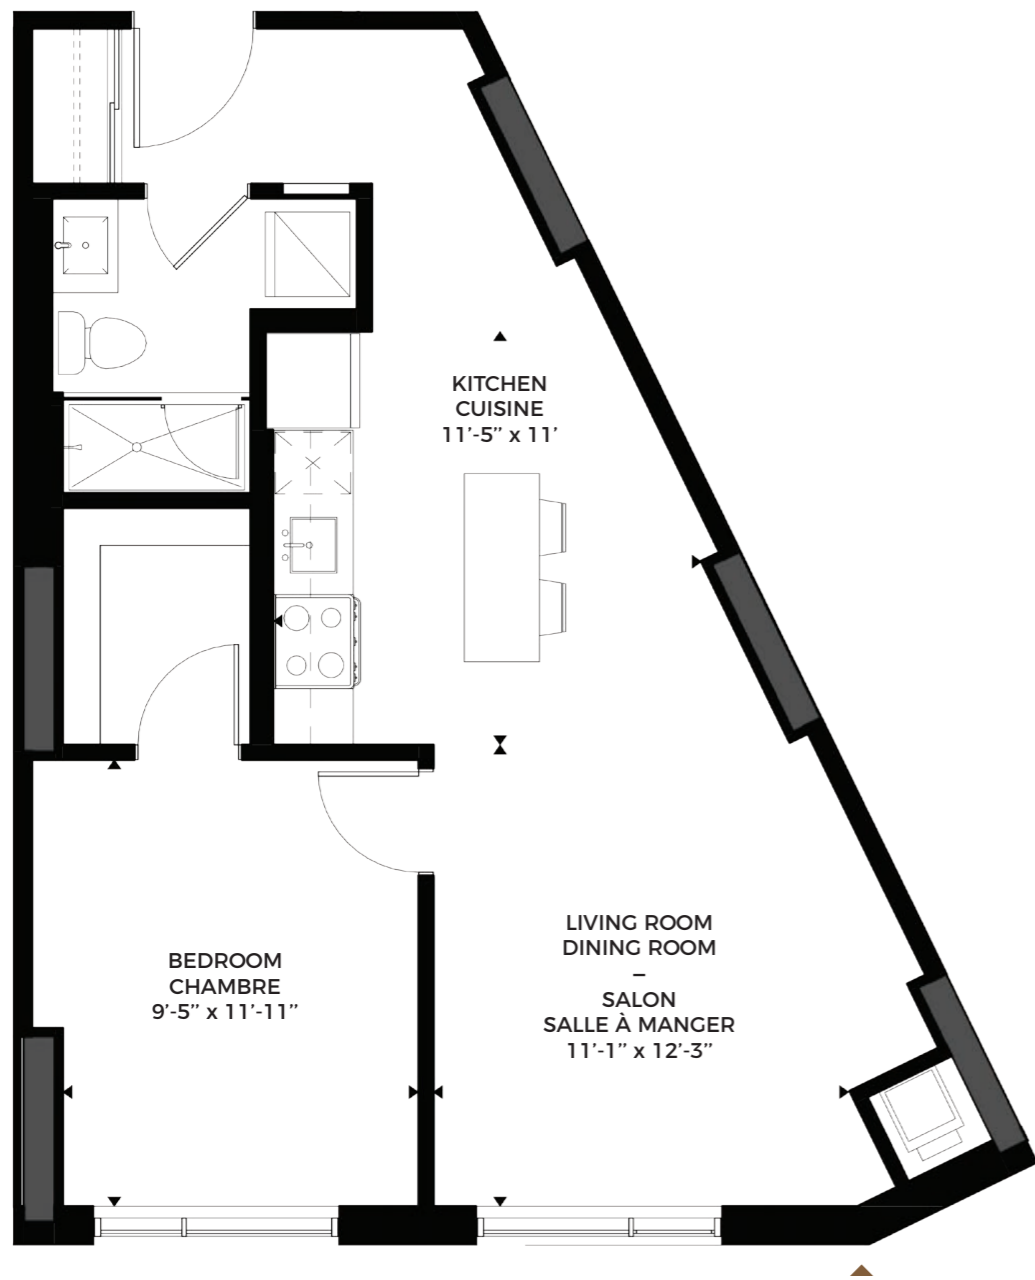 KITCHEN
CUISINE
11'-5” x 11'
BEDROOM
CHAMBRE
9'-5” x 11'-11”
LIVING ROOM
DINING ROOM
–
SALON
SALLE À MANGER
11'-1” x 12'-3”